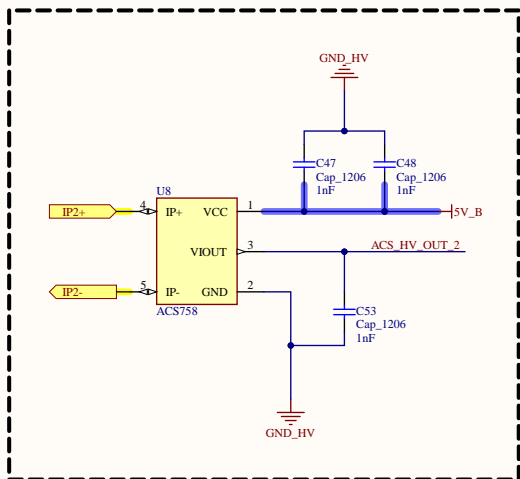 GND_HV
C47
Cap_1206
1nF
C48
Cap_1206
1nF
U8
IP2+
4
IP+
VCC
1
5V_B
VIOUT
3
ACS_HV_OUT_2
IP2-
5
IP-
GND
2
ACS758
C53
Cap_1206
1nF
GND_HV